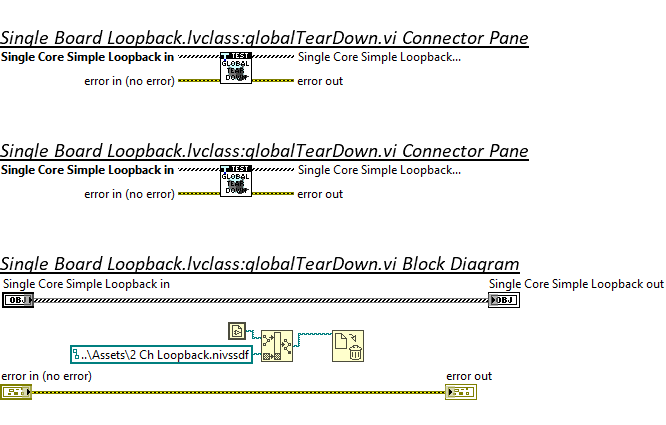 Single Board Loopback.lvclass:globalTearDown.vi Connector Pane
Single Core Simple Loopback in
TEST
GLOBAL
TEAR
DOWN
Single Core Simple Loopback...
error in (no error)
error out
Single Board Loopback.lvclass:globalTearDown.vi Connector Pane
Single Core Simple Loopback in
TEST
GLOBAL
TEAR
DOWN
Single Core Simple Loopback...
error in (no error)
error out
Single Board Loopback.lvclass:globalTearDown.vi Block Diagram
Single Core Simple Loopback in
Single Core Simple Loopback out
OBJ
OBJ
..\Assets\2 Ch Loopback.nivssdf
error in (no error)
error out